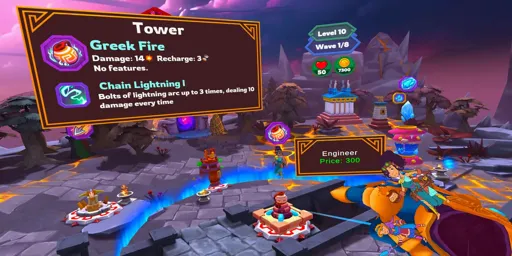 Tower
Greek Fire
Damage: 14 Recharge: 3
No features.
Chain Lightning I
Bolts of lightning arc up to 3 times, dealing 10
damage every time
Level 10
Wave 1/8
50
7500
Engineer
Price: 300